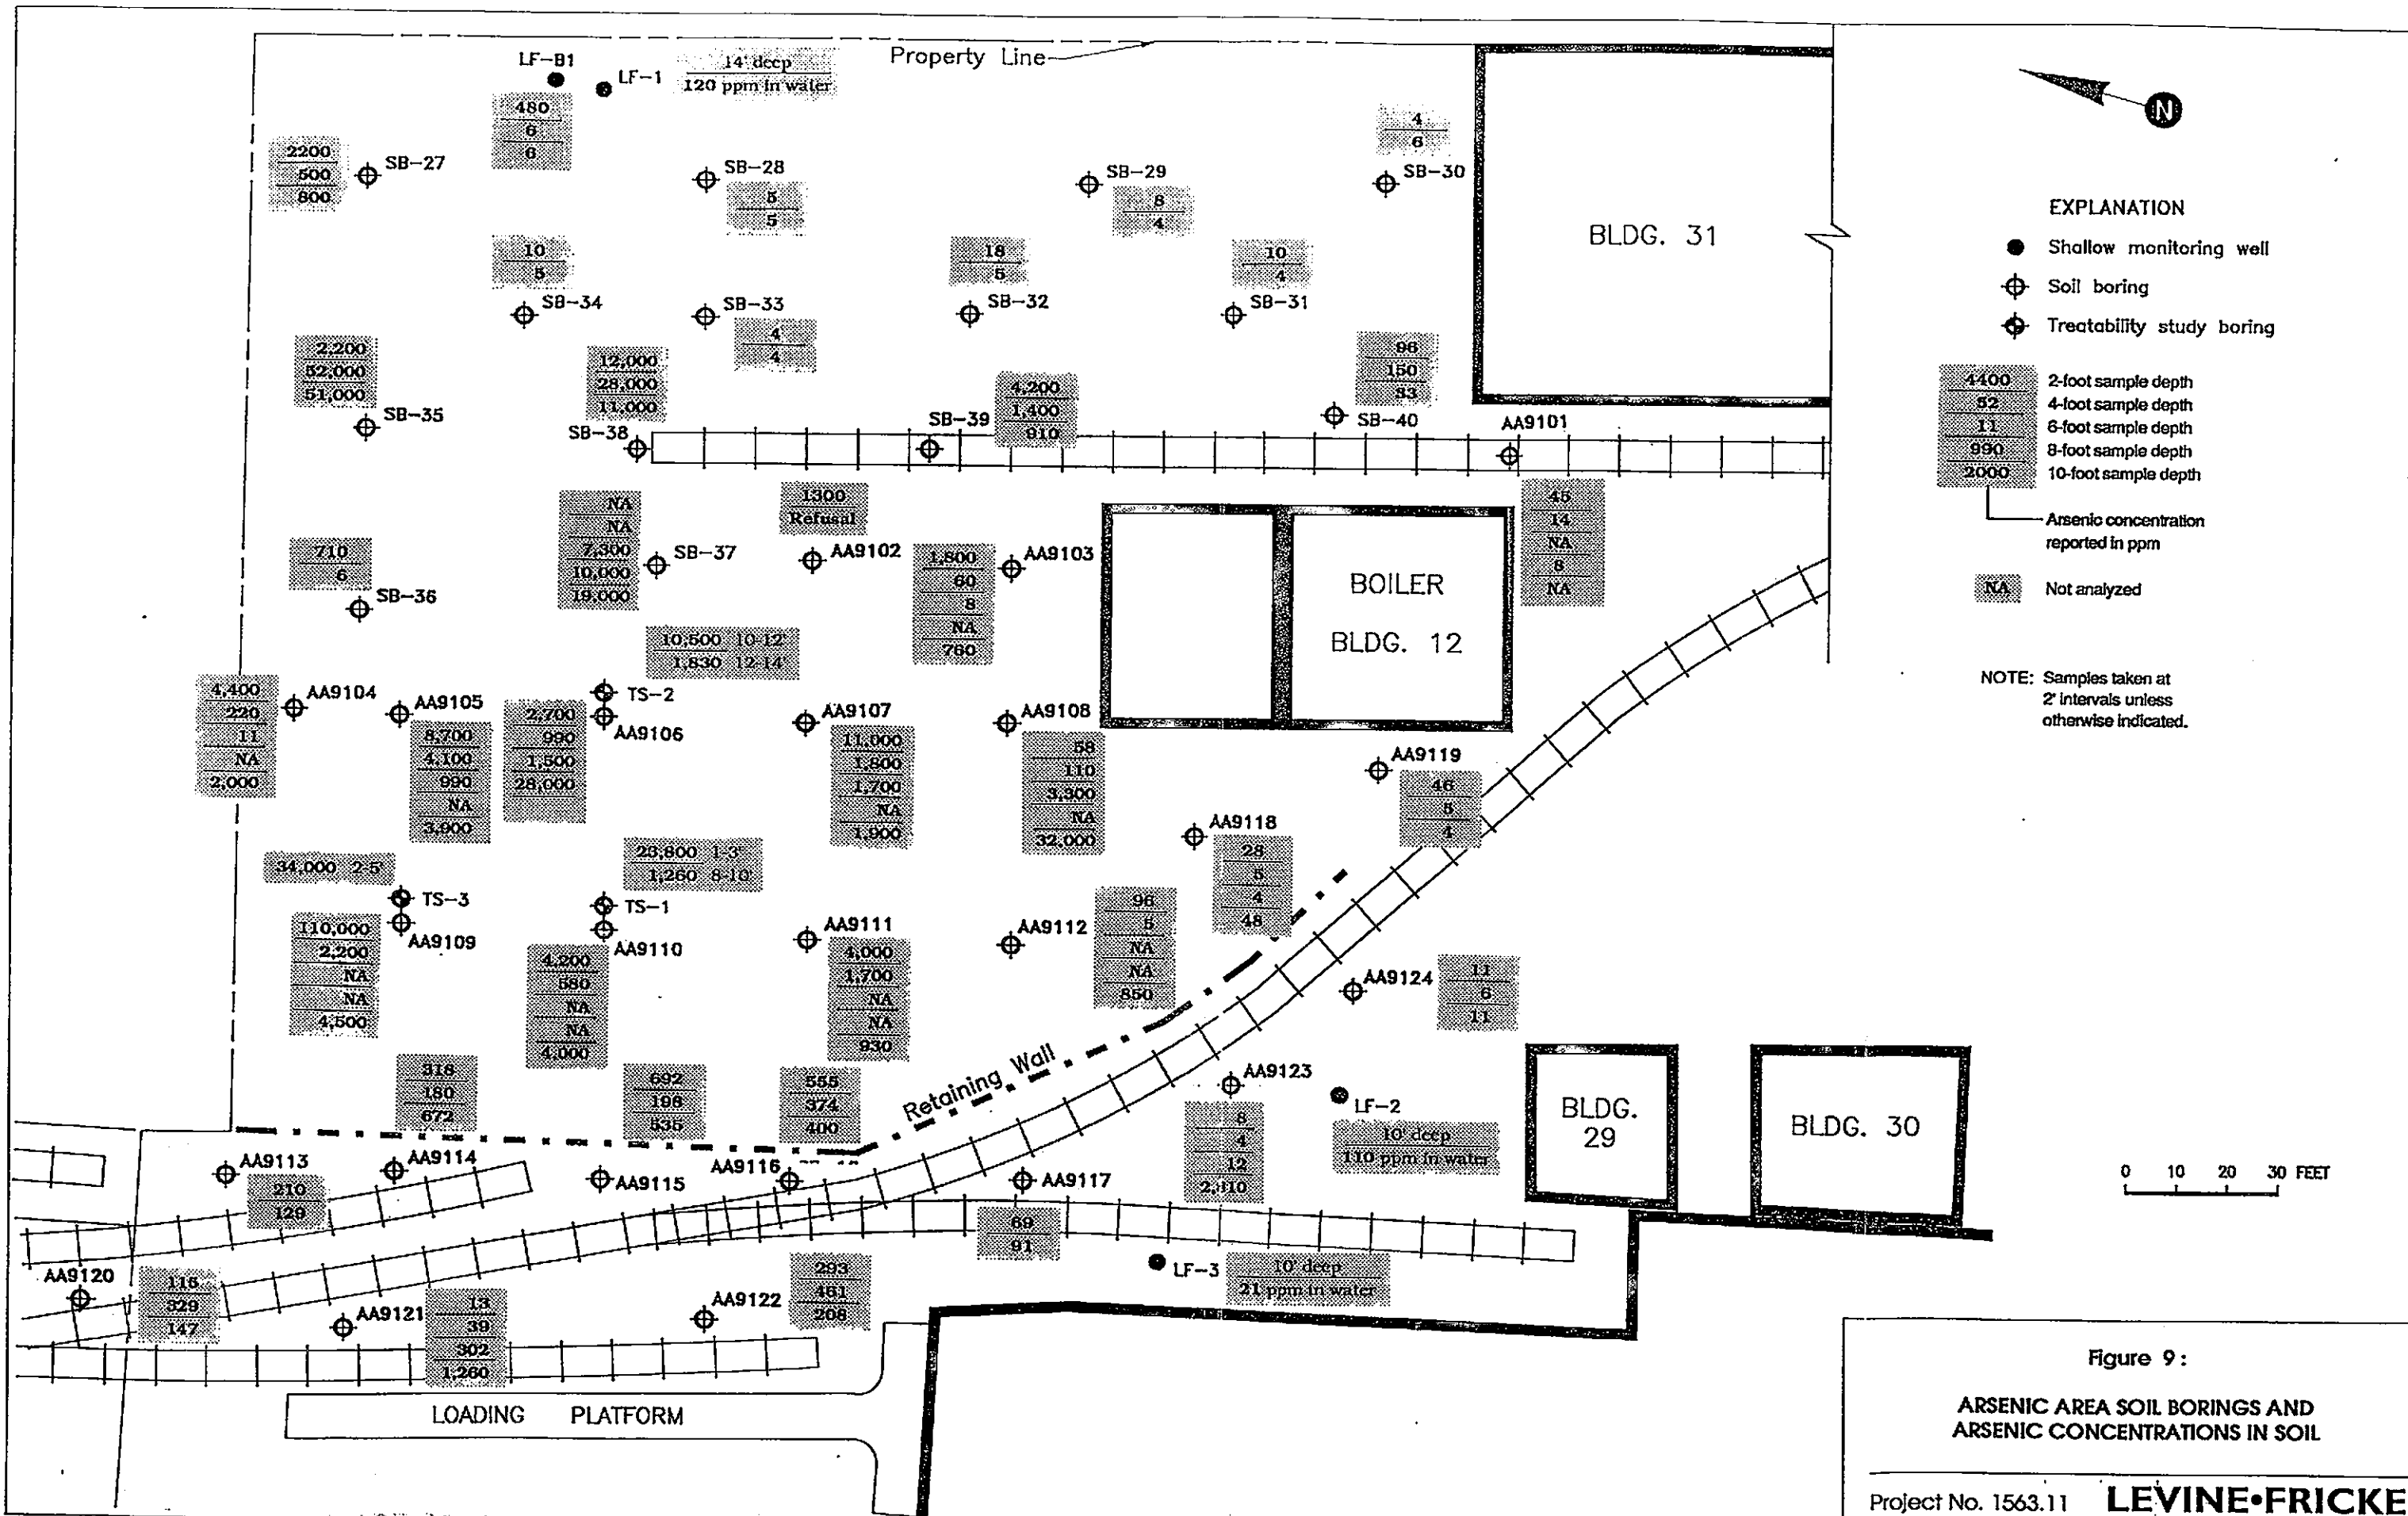 Property Line
LF-B1
LF-1
14' deep
120 ppm in water
480
6
6
2200
500
800
SB-27
SB-28
5
5
SB-29
8
4
4
6
SB-30
BLDG. 31
10
5
SB-34
SB-33
4
4
18
5
SB-32
10
4
SB-31
2,200
52,000
51,000
SB-35
12,000
28,000
11,000
SB-38
SB-39
4,200
1,400
910
96
150
33
SB-40
AA9101
45
14
NA
8
NA
710
6
SB-36
NA
NA
7,300
10,000
19,000
SB-37
1300
Refusal
AA9102
1,800
60
8
NA
760
AA9103
BOILER
BLDG. 12
10,500 10-12'
1,830 12-14'
TS-2
4,400
220
11
NA
2,000
AA9104
AA9105
8,700
4,100
990
NA
3,900
2,700
990
1,500
28,000
AA9106
AA9107
11,000
1,800
1,700
NA
1,900
AA9108
58
110
3,300
NA
32,000
AA9119
46
5
4
AA9118
28
5
4
48
34,000 2-5'
TS-3
AA9109
110,000
2,200
NA
NA
4,500
23,800 1-3'
1,260 8-10'
TS-1
AA9110
4,200
580
NA
NA
4,000
AA9111
4,000
1,700
NA
NA
930
AA9112
96
5
NA
NA
850
AA9124
11
6
11
318
180
672
692
198
535
555
374
400
Retaining Wall
AA9123
8
4
12
LF-2
10' deep
110 ppm in water
BLDG.
29
BLDG. 30
AA9113
210
129
AA9114
AA9115
AA9116
AA9117
69
91
LF-3
10' deep
21 ppm in water
AA9120
329
147
AA9121
13
39
302
1,260
AA9122
293
461
208
LOADING PLATFORM
N
EXPLANATION
Shallow monitoring well
Soil boring
Treatability study boring
4400 2-foot sample depth
52 4-foot sample depth
11 6-foot sample depth
990 8-foot sample depth
2000 10-foot sample depth
Arsenic concentration
reported in ppm
NA Not analyzed
NOTE: Samples taken at
2' intervals unless
otherwise indicated.
0 10 20 30 FEET
Figure 9:
ARSENIC AREA SOIL BORINGS AND
ARSENIC CONCENTRATIONS IN SOIL
Project No. 1563.11 LEVINE•FRICKE